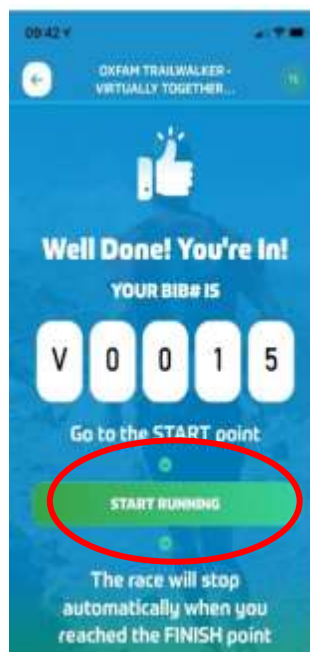 09:42
OXFAM TRAILWALKER -
VIRTUALLY TOGETHER...
Well Done! You're In!
YOUR BIB# IS
V 0 0 1 5
Go to the START point
START RUNNING
The race will stop
automatically when you
reached the FINISH point